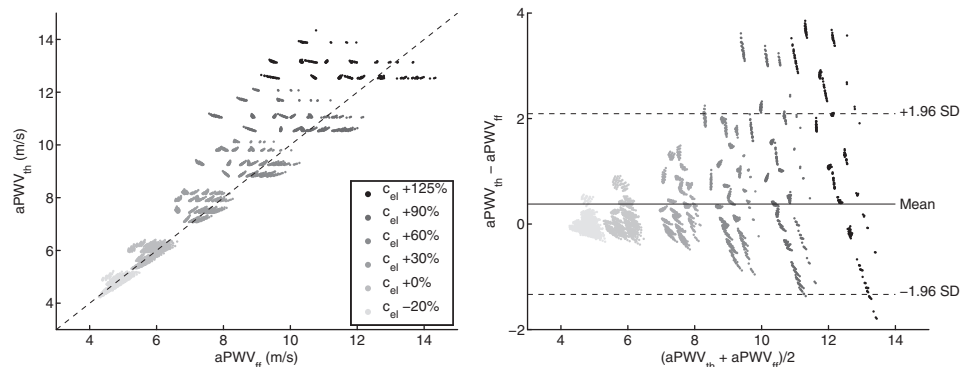 14
12
10
8
6
4
aPWV_th (m/s)
4 6 8 10 12 14
aPWV_ff (m/s)
c_el +125%
c_el +90%
c_el +60%
c_el +30%
c_el +0%
c_el −20%
4
2
0
−2
aPWV_th − aPWV_ff
+1.96 SD
Mean
−1.96 SD
4 6 8 10 12 14
(aPWV_th + aPWV_ff)/2